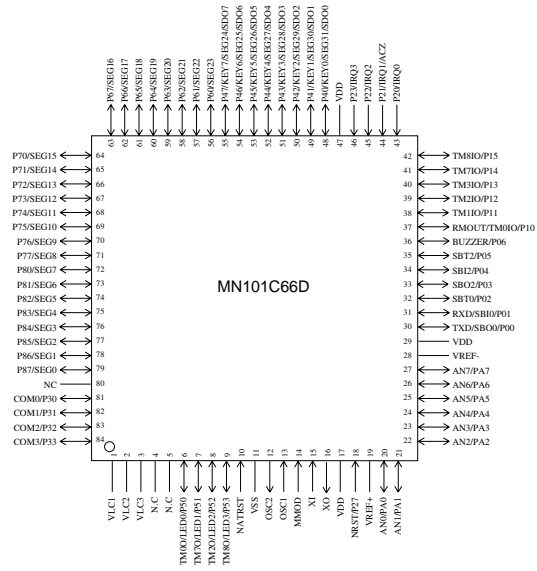 P67/SEG16
P66/SEG17
P65/SEG18
P64/SEG19
P63/SEG20
P62/SEG21
P61/SEG22
P60/SEG23
P47/KEY7/SEG24/SDO7
P46/KEY6/SEG25/SDO6
P45/KEY5/SEG26/SDO5
P44/KEY4/SEG27/SDO4
P43/KEY3/SEG28/SDO3
P42/KEY2/SEG29/SDO2
P41/KEY1/SEG30/SDO1
P40/KEY0/SEG31/SDO0
VDD
P23/IRQ3
P22/IRQ2
P21/IRQ1/ACZ
P20/IRQ0
63 62 61 60 59 58 57 56 55 54 53 52 51 50 49 48 47 46 45 44 43
P70/SEG15 64
P71/SEG14 65
P72/SEG13 66
P73/SEG12 67
P74/SEG11 68
P75/SEG10 69
P76/SEG9 70
P77/SEG8 71
P80/SEG7 72
P81/SEG6 73
P82/SEG5 74
P83/SEG4 75
P84/SEG3 76
P85/SEG2 77
P86/SEG1 78
P87/SEG0 79
NC 80
COM0/P30 81
COM1/P31 82
COM2/P32 83
COM3/P33 84
MN101C66D
42 TM8IO/P15
41 TM7IO/P14
40 TM3IO/P13
39 TM2IO/P12
38 TM1IO/P11
37 RMOUT/TM0IO/P10
36 BUZZER/P06
35 SBT2/P05
34 SBI2/P04
33 SBO2/P03
32 SBT0/P02
31 RXD/SBI0/P01
30 TXD/SBO0/P00
29 VDD
28 VREF-
27 AN7/PA7
26 AN6/PA6
25 AN5/PA5
24 AN4/PA4
23 AN3/PA3
22 AN2/PA2
1 2 3 4 5 6 7 8 9 10 11 12 13 14 15 16 17 18 19 20 21
VLC1
VLC2
VLC3
N.C
N.C
TM0O/LED0/P50
TM7O/LED1/P51
TM2O/LED2/P52
TM8O/LED3/P53
NATRST
VSS
OSC2
OSC1
MMOD
XI
XO
VDD
NRST/P27
VREF+
AN0/PA0
AN1/PA1